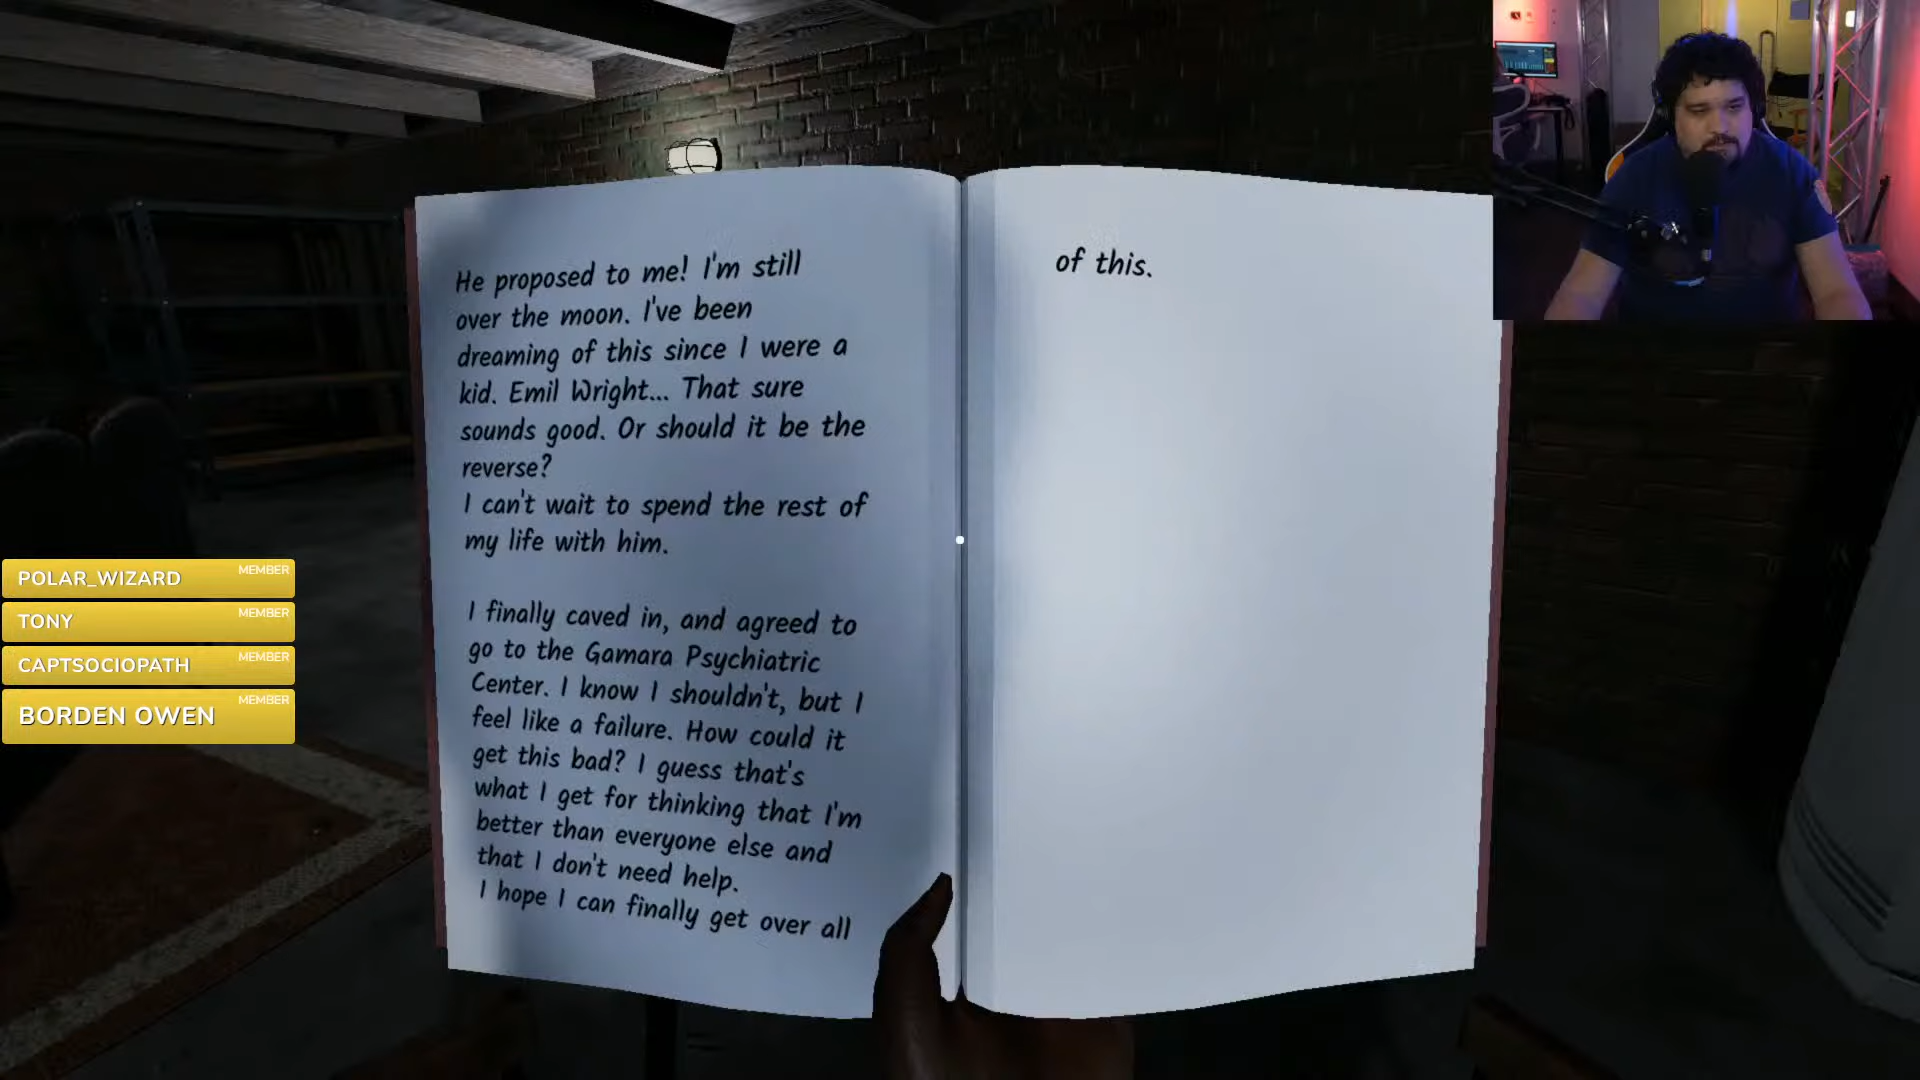 He proposed to me! I'm still
over the moon. I've been
dreaming of this since I were a
kid. Emil Wright... That sure
sounds good. Or should it be the
reverse?
I can't wait to spend the rest of
my life with him.
I finally caved in, and agreed to
go to the Gamara Psychiatric
Center. I know I shouldn't, but I
feel like a failure. How could it
get this bad? I guess that's
what I get for thinking that I'm
better than everyone else and
that I don't need help.
I hope I can finally get over all
of this.
POLAR_WIZARD MEMBER
TONY MEMBER
CAPTSOCIOPATH MEMBER
BORDEN OWEN MEMBER